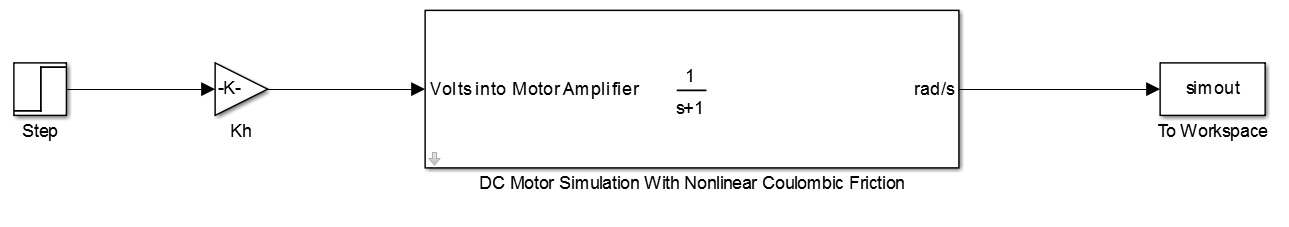 Step
-K-
Kh
Volts into Motor Amplifier
1
s+1
rad/s
DC Motor Simulation With Nonlinear Coulombic Friction
simout
To Workspace